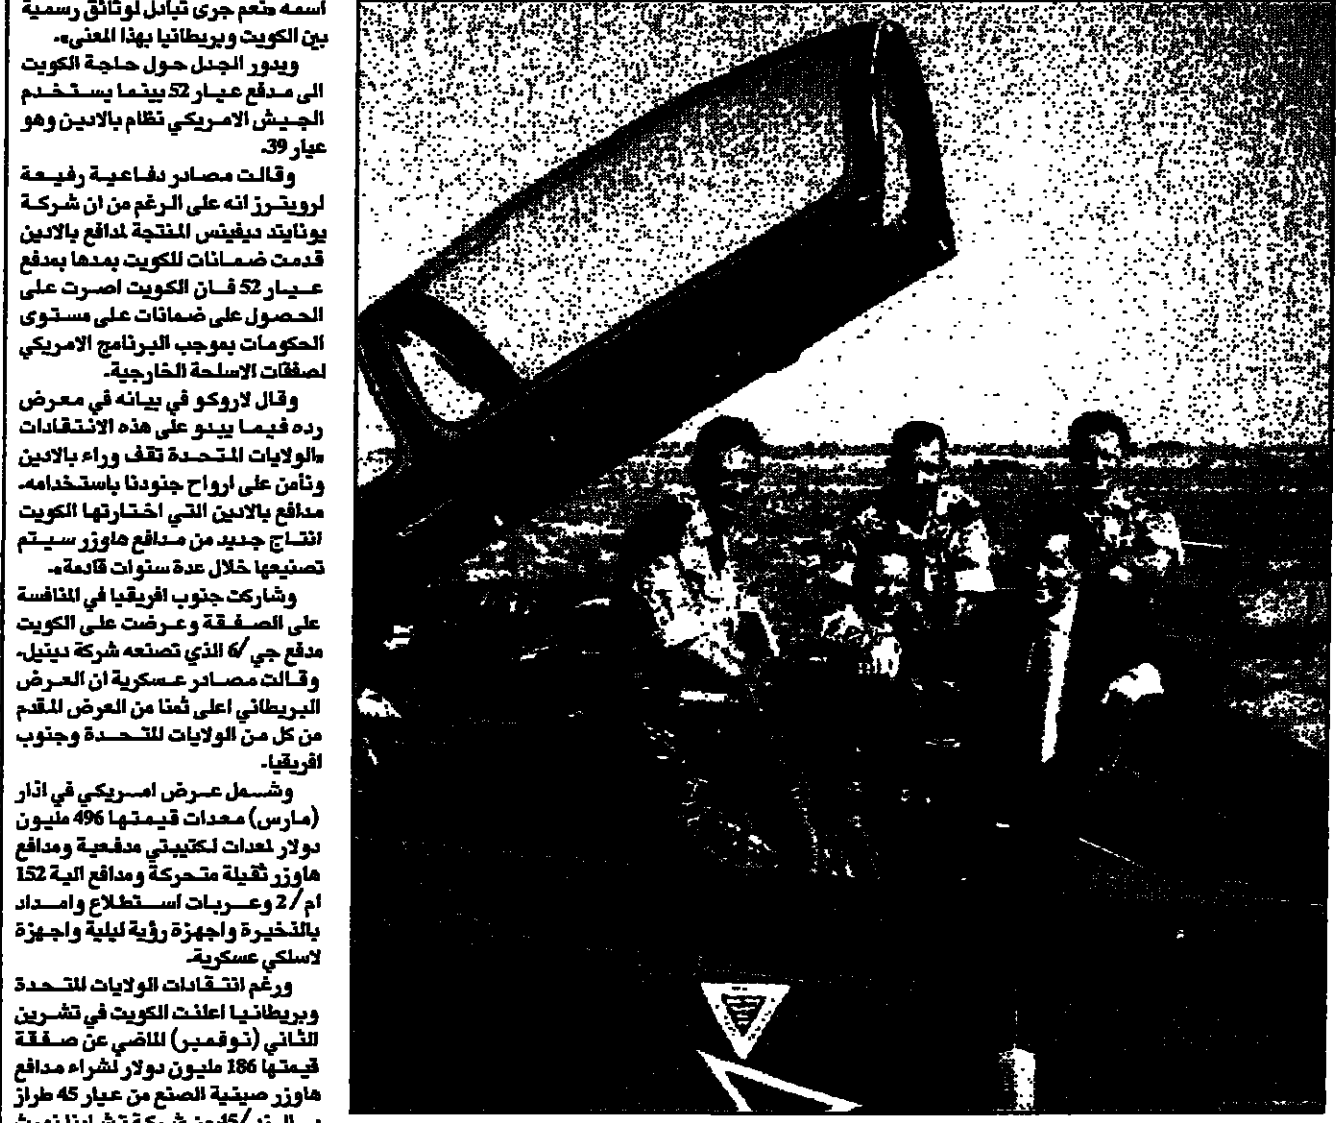 اسمه «نعم جرى تبادل لوثائق رسمية
بين الكويت وبريطانيا بهذا المعنى».
ويدور الجدل حول حاجة الكويت
الى مدفع عيار 52 بينما يستخدم
الجيش الامريكي نظام بالادين وهو
عيار 39.
وقالت مصادر دفاعية رفيعة
لرويترز انه على الرغم من ان شركة
يونايتد ديفينس المنتجة لمدافع بالادين
قدمت ضمانات للكويت بمدها بمدفع
عيار 52 فان الكويت اصرت على
الحصول على ضمانات على مستوى
الحكومات بموجب البرنامج الامريكي
لصفقات الاسلحة الخارجية.
وقال لاروكو في بيانه في معرض
رده فيما يبدو على هذه الانتقادات
«الولايات المتحدة تقف وراء بالادين
ونأمن على ارواح جنودنا باستخدامه.
مدافع بالادين التي اختارتها الكويت
انتاج جديد من مدافع هاوزر سيتم
تصنيعها خلال عدة سنوات قادمة».
وشاركت جنوب افريقيا في المنافسة
على الصفقة وعرضت على الكويت
مدفع جي/6 الذي تصنعه شركة دينيل.
وقالت مصادر عسكرية ان العرض
البريطاني اعلى ثمنا من العرض المقدم
من كل من الولايات المتحدة وجنوب
افريقيا.
وشمل عرض امريكي في اذار
(مارس) معدات قيمتها 496 مليون
دولار لمعدات لكتيبتي مدفعية ومدافع
هاوزر ثقيلة متحركة ومدافع الية 152
ام/2 وعربات استطلاع وامداد
بالذخيرة واجهزة رؤية ليلية واجهزة
لاسلكي عسكرية.
ورغم انتقادات الولايات المتحدة
وبريطانيا اعلنت الكويت في تشرين
الثاني (نوفمبر) الماضي عن صفقة
قيمتها 186 مليون دولار لشراء مدافع
هاوزر صينية الصنع من عيار 45 طراز